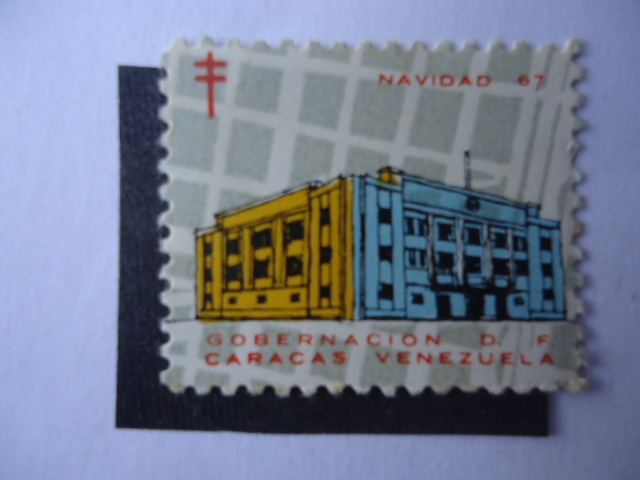 NAVIDAD 67
GOBERNACION D. F.
CARACAS VENEZUELA